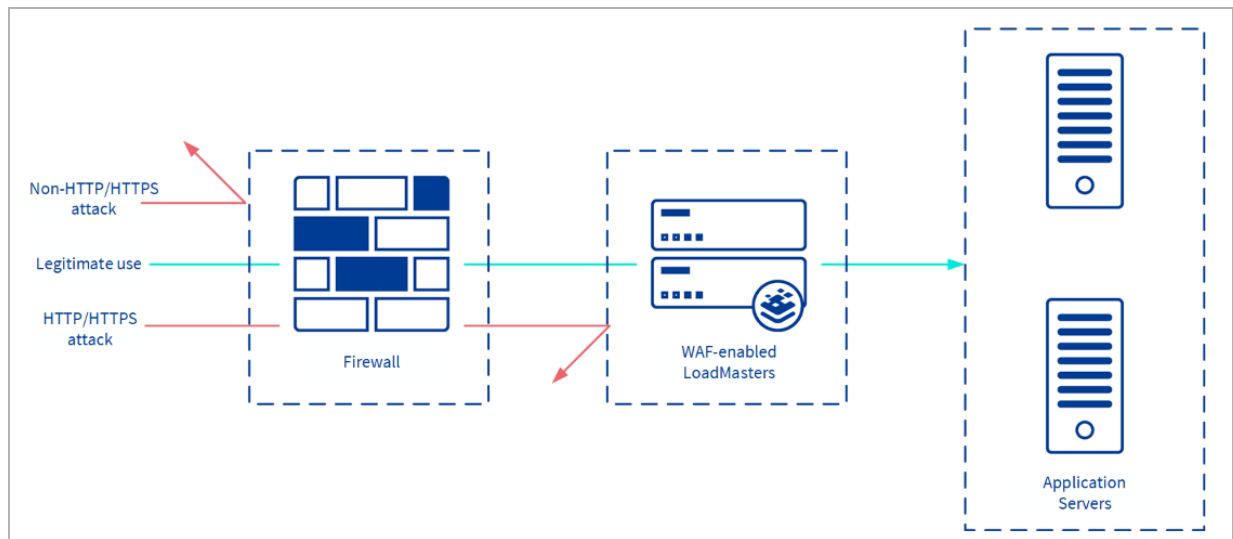 Non-HTTP/HTTPS
attack
Legitimate use
HTTP/HTTPS
attack
Firewall
WAF-enabled
LoadMasters
Application
Servers